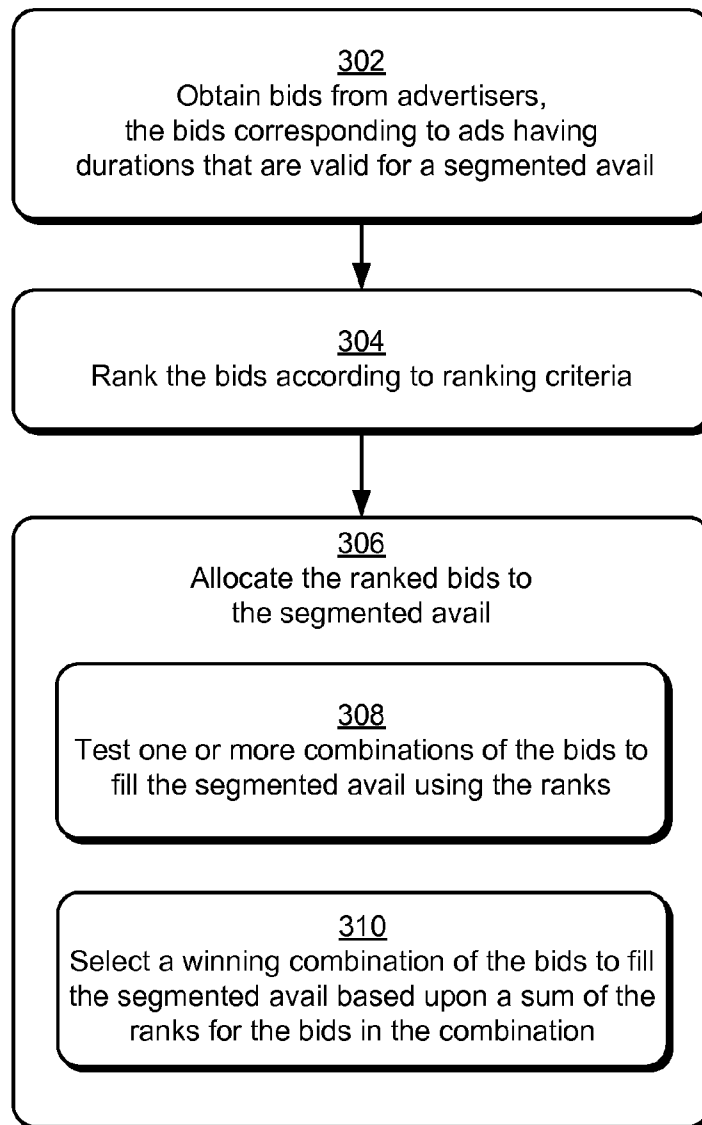 302
Obtain bids from advertisers,
the bids corresponding to ads having
durations that are valid for a segmented avail
304
Rank the bids according to ranking criteria
306
Allocate the ranked bids to
the segmented avail
308
Test one or more combinations of the bids to
fill the segmented avail using the ranks
310
Select a winning combination of the bids to fill
the segmented avail based upon a sum of the
ranks for the bids in the combination